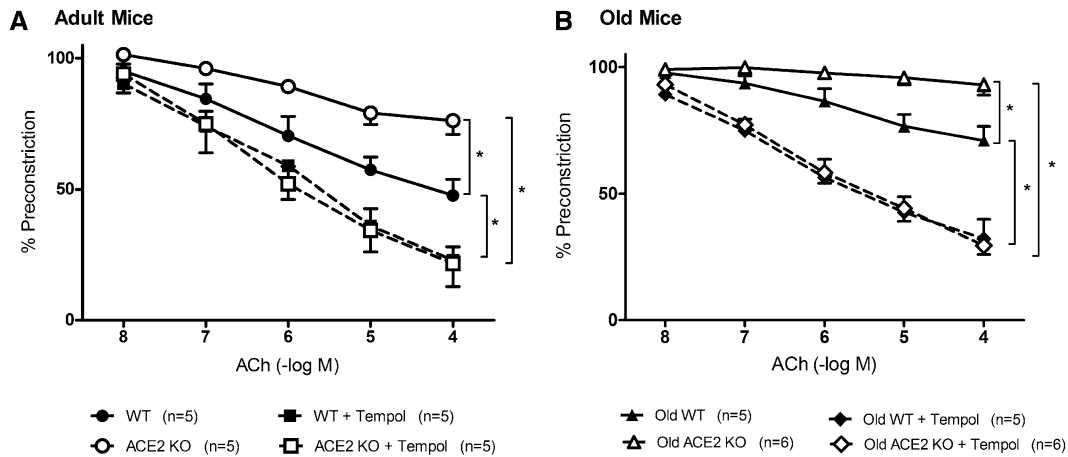 A Adult Mice
100
50
0
% Preconstriction
*
*
*
8 7 6 5 4
ACh (-log M)
WT (n=5)
WT + Tempol (n=5)
ACE2 KO (n=5)
ACE2 KO + Tempol (n=5)
B Old Mice
100
50
0
% Preconstriction
*
*
*
8 7 6 5 4
ACh (-log M)
Old WT (n=5)
Old WT + Tempol (n=5)
Old ACE2 KO (n=6)
Old ACE2 KO + Tempol (n=6)